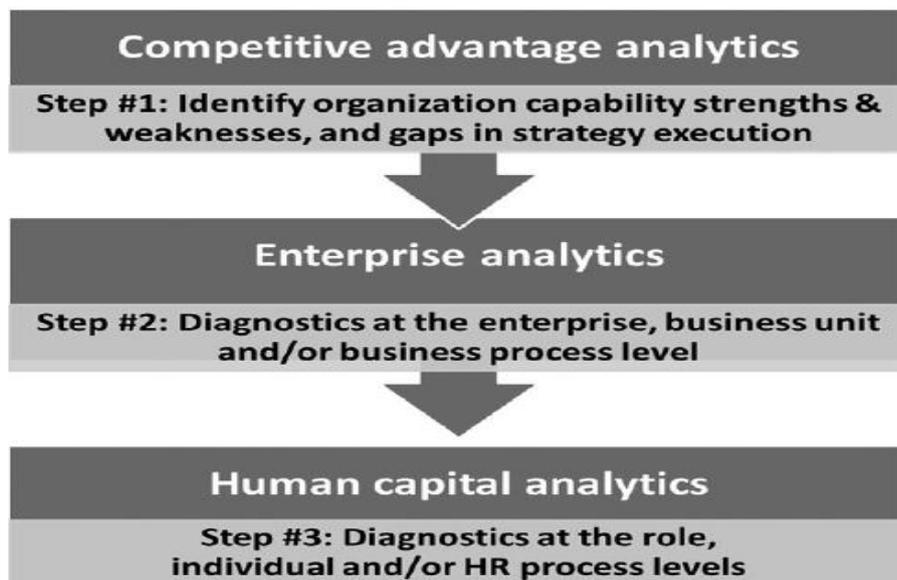 Competitive advantage analytics
Step #1: Identify organization capability strengths &
weaknesses, and gaps in strategy execution
Enterprise analytics
Step #2: Diagnostics at the enterprise, business unit
and/or business process level
Human capital analytics
Step #3: Diagnostics at the role,
individual and/or HR process levels